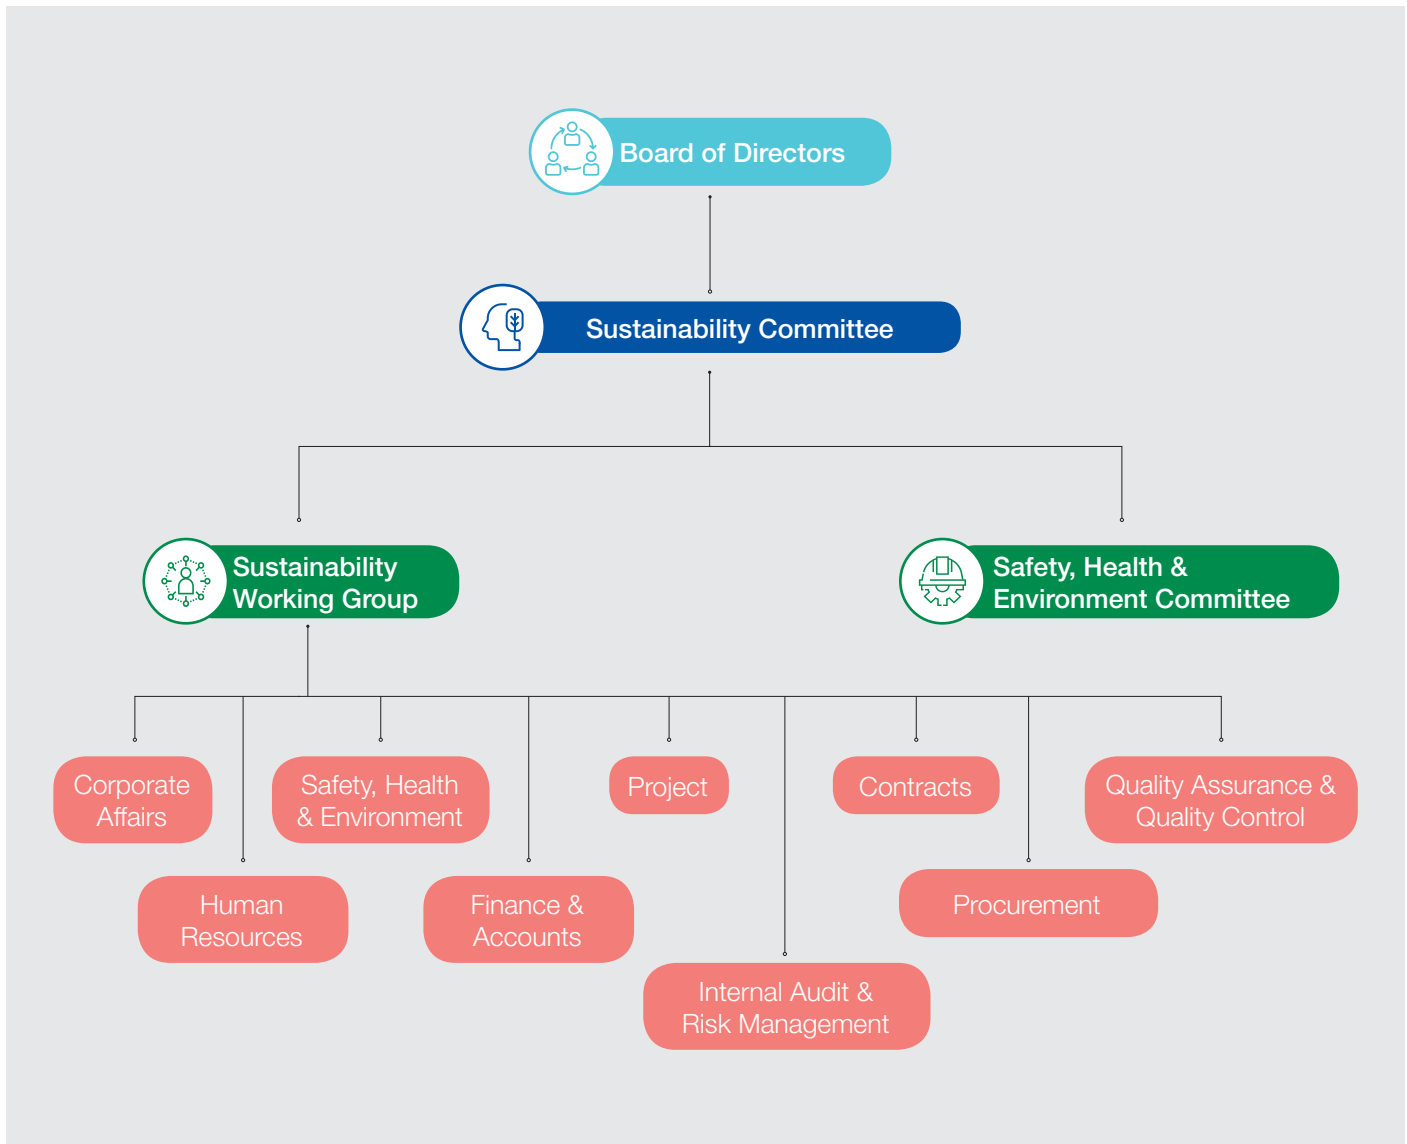 Board of Directors
Sustainability Committee
Sustainability
Working Group
Safety, Health &
Environment Committee
Corporate
Affairs
Safety, Health
& Environment
Project
Contracts
Quality Assurance &
Quality Control
Human
Resources
Finance &
Accounts
Procurement
Internal Audit &
Risk Management